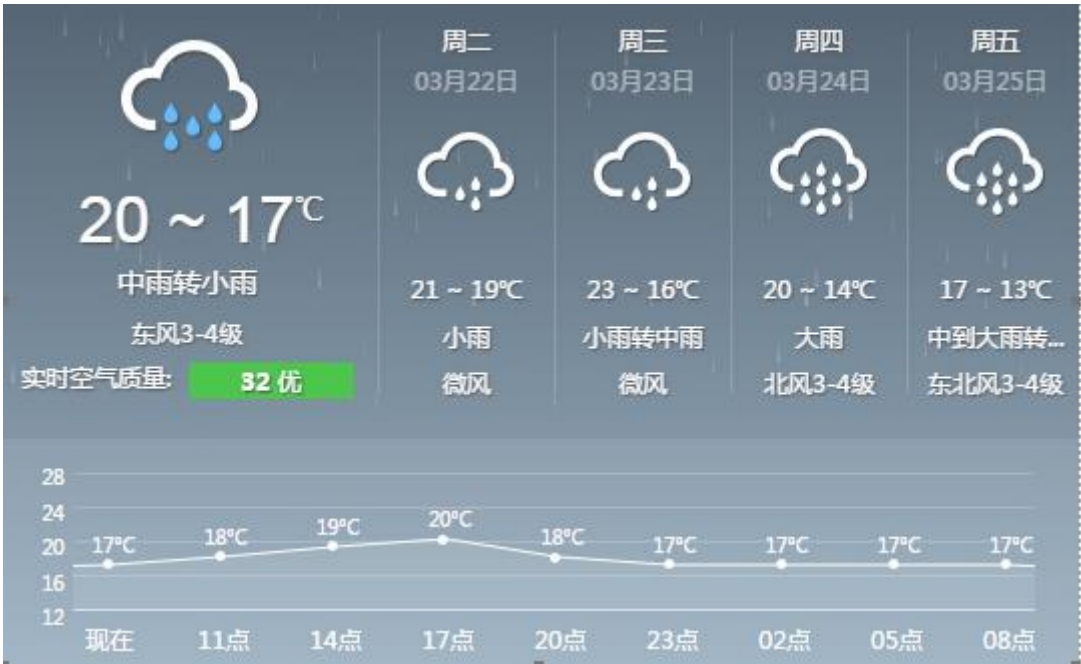 20 ~ 17℃
中雨转小雨
东风3-4级
实时空气质量: 32 优
周二
03月22日
21 ~ 19℃
小雨
微风
周三
03月23日
23 ~ 16℃
小雨转中雨
微风
周四
03月24日
20 ~ 14℃
大雨
北风3-4级
周五
03月25日
17 ~ 13℃
中到大雨转...
东北风3-4级
28
24
20
16
12
17℃ 18℃ 19℃ 20℃ 18℃ 17℃ 17℃ 17℃ 17℃
现在 11点 14点 17点 20点 23点 02点 05点 08点